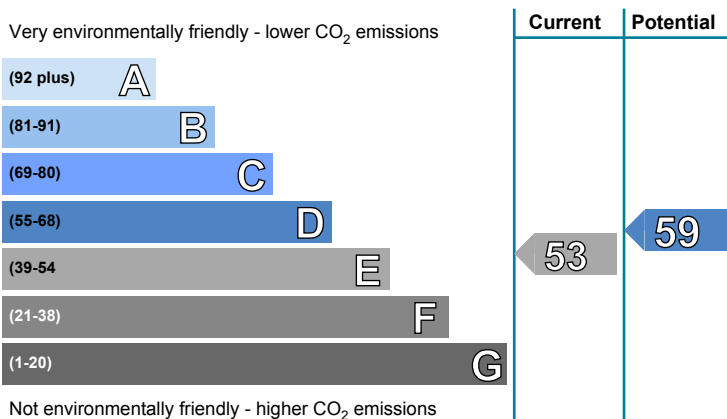 Current Potential
Very environmentally friendly - lower CO2 emissions
(92 plus) A
(81-91) B
(69-80) C
(55-68) D
59
(39-54 E
53
(21-38) F
(1-20) G
Not environmentally friendly - higher CO2 emissions